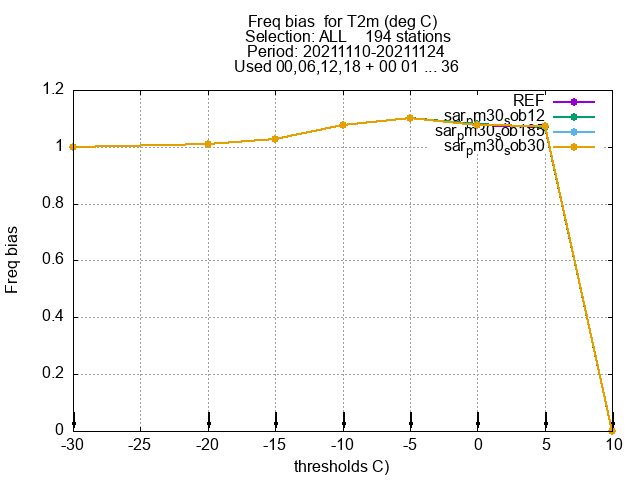 Freq bias  for T2m (deg C)
Selection: ALL    194 stations
Period: 20211110-20211124
Used 00,06,12,18 + 00 01 ... 36
REF
sar_pm30_sob12
sar_pm30_sob185
sar_pm30_sob30
1.2
1
0.8
0.6
0.4
0.2
0
Freq bias
-30 -25 -20 -15 -10 -5 0 5 10
thresholds C)